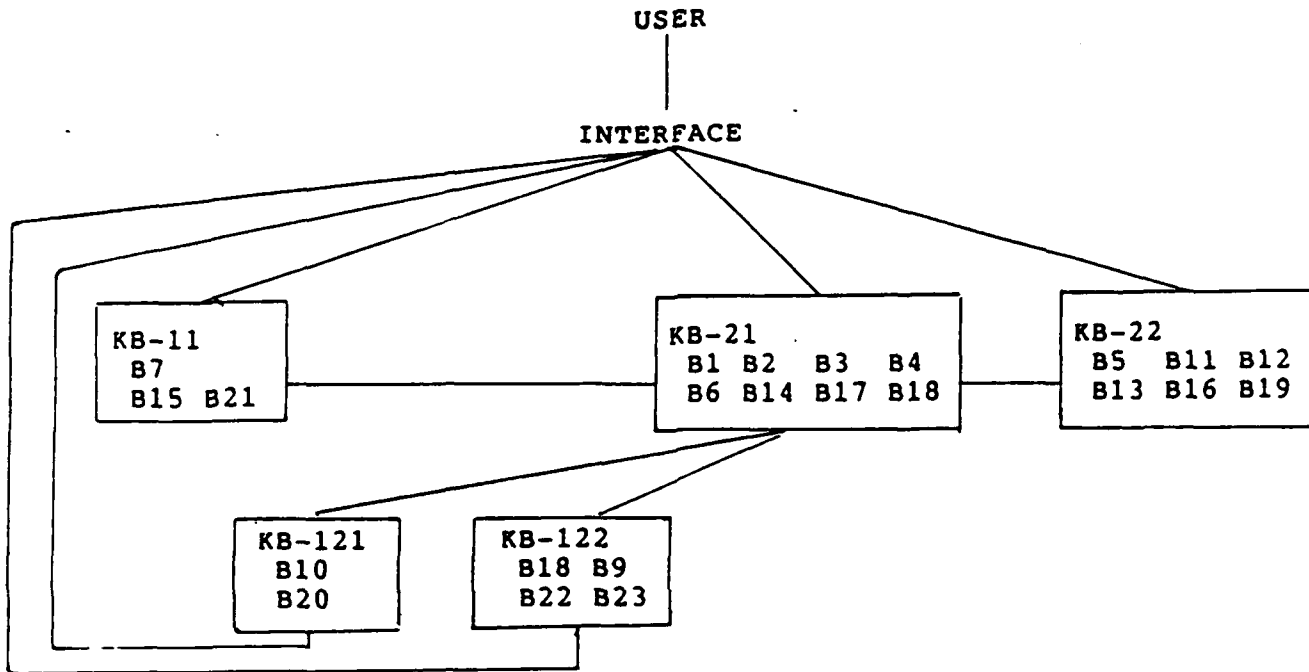 USER
INTERFACE
KB-11
B7
B15 B21
KB-21
B1 B2 B3 B4
B6 B14 B17 B18
KB-22
B5 B11 B12
B13 B16 B19
KB-121
B10
B20
KB-122
B18 B9
B22 B23